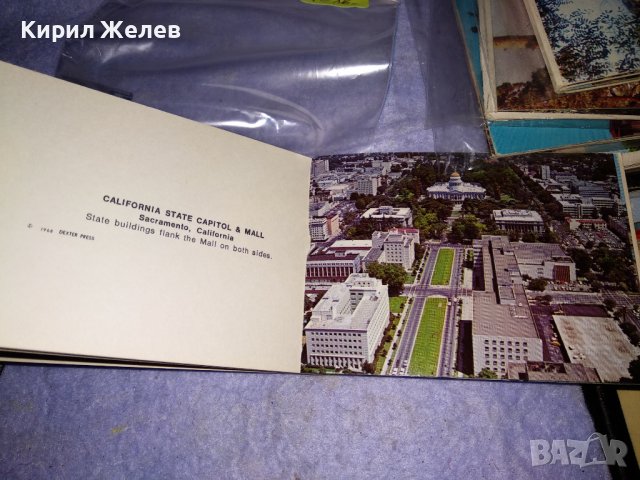 Кирил Желев
CALIFORNIA STATE CAPITOL & MALL
Sacramento, California
State buildings flank the Mall on both sides.
© 1968 DEXTER PRESS
BAZAR